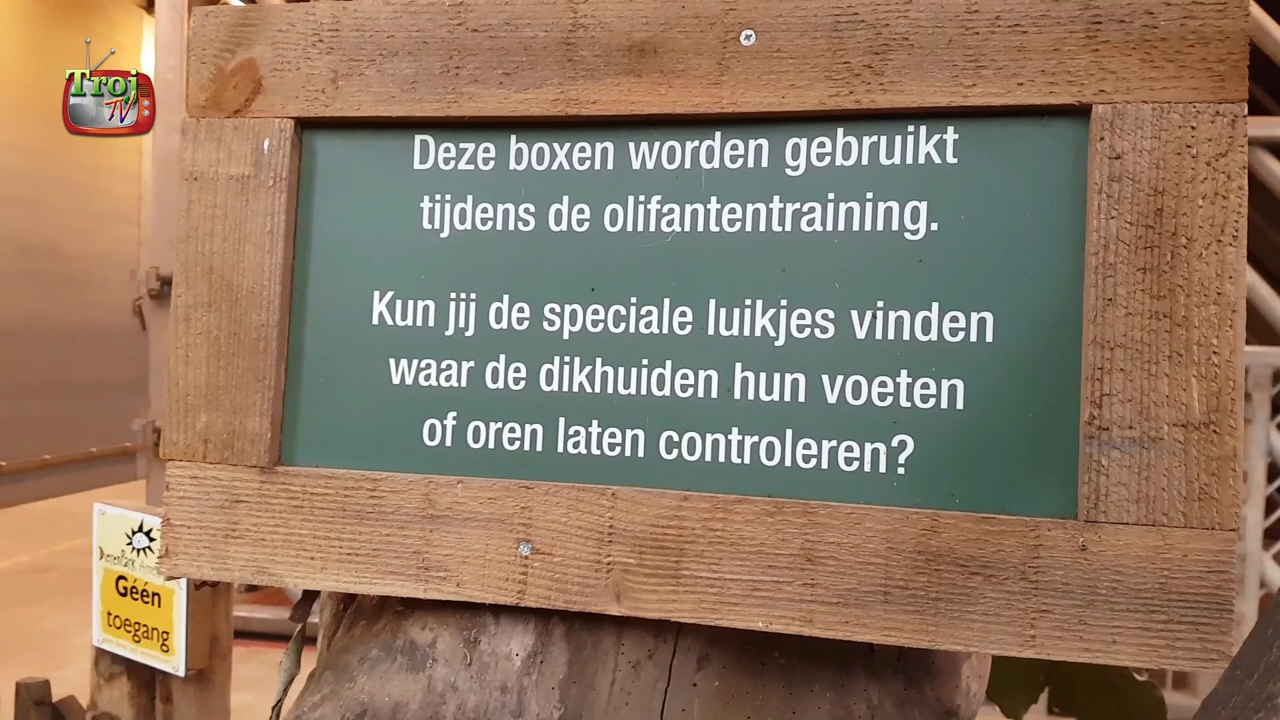 Troj
TV
Deze boxen worden gebruikt
tijdens de olifantentraining.
Kun jij de speciale luikjes vinden
waar de dikhuiden hun voeten
of oren laten controleren?
DierenPark
Géén
toegang